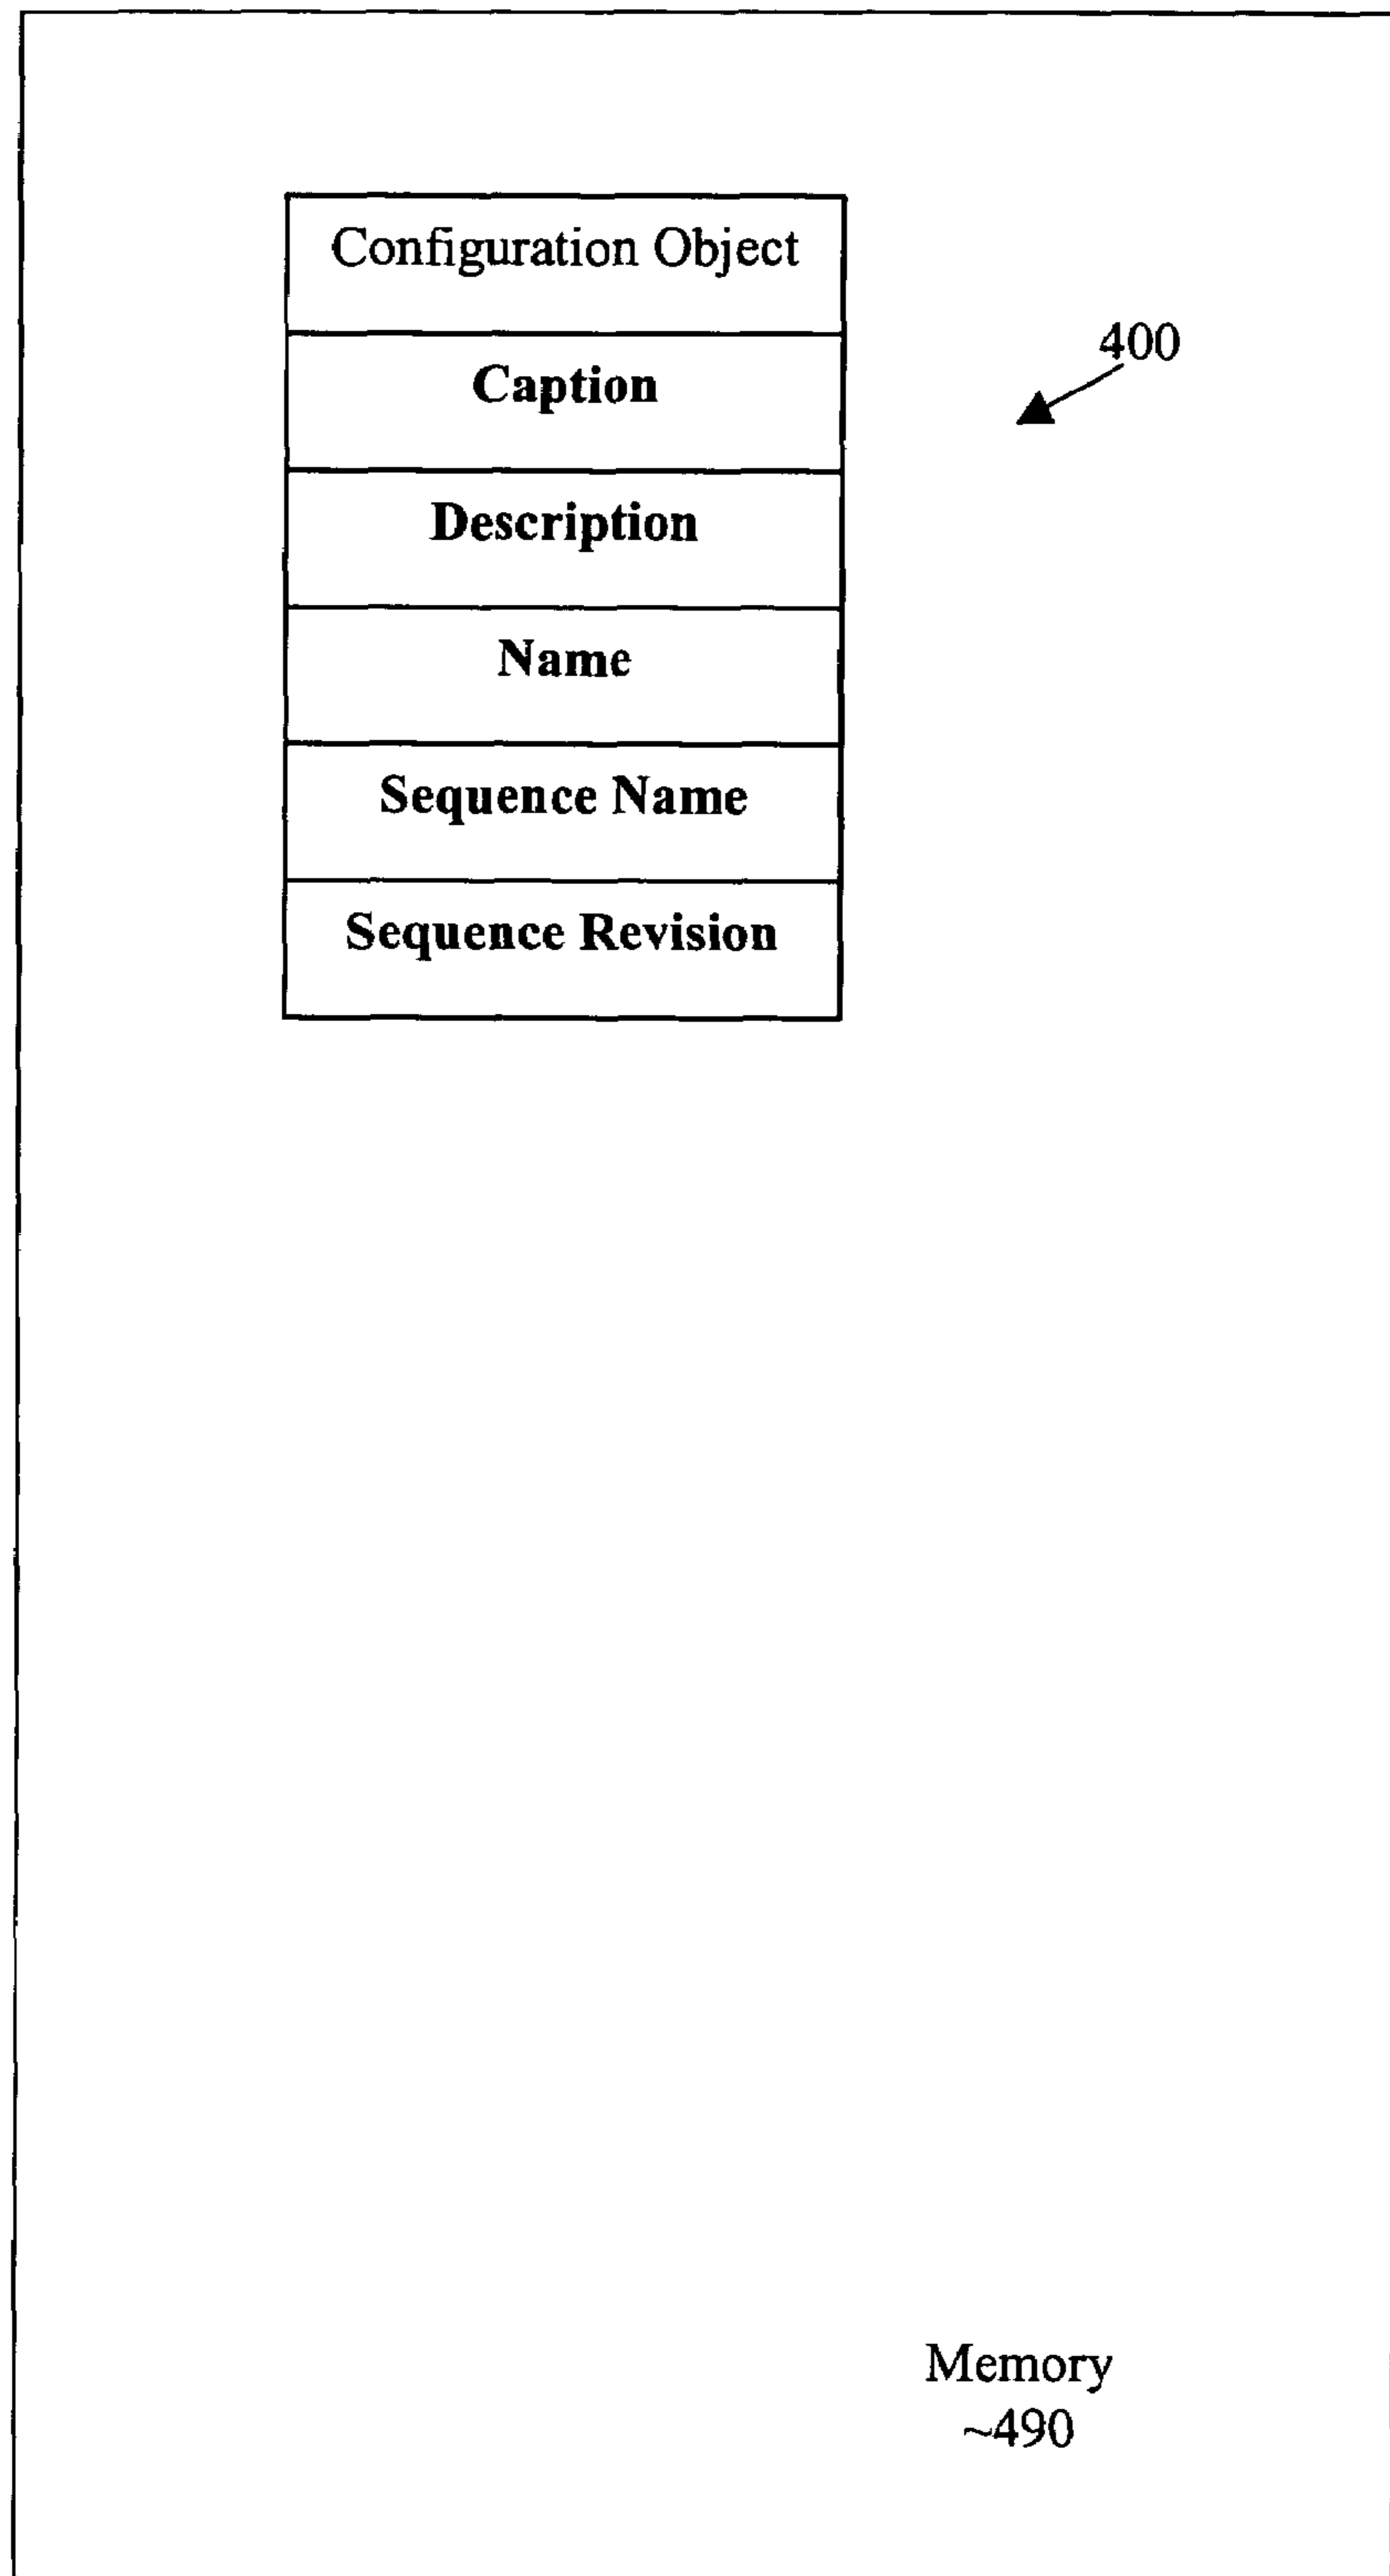 Configuration Object
400
Caption
Description
Name
Sequence Name
Sequence Revision
Memory
~490